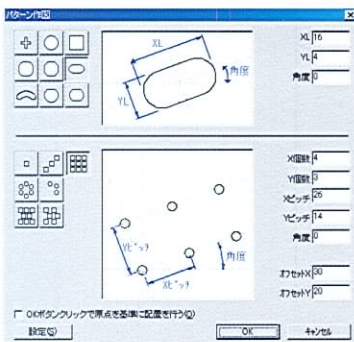 パターン作図
XL
YL
角度
XL 16
YL 4
角度 0
Yピッチ
Xピッチ
角度
X個数 4
Y個数 3
Xピッチ 26
Yピッチ 14
角度 0
オフセットX 30
オフセットY 20
OKボタンクリックで原点を基準に配置を行う(O)
設定(S)
OK
キャンセル